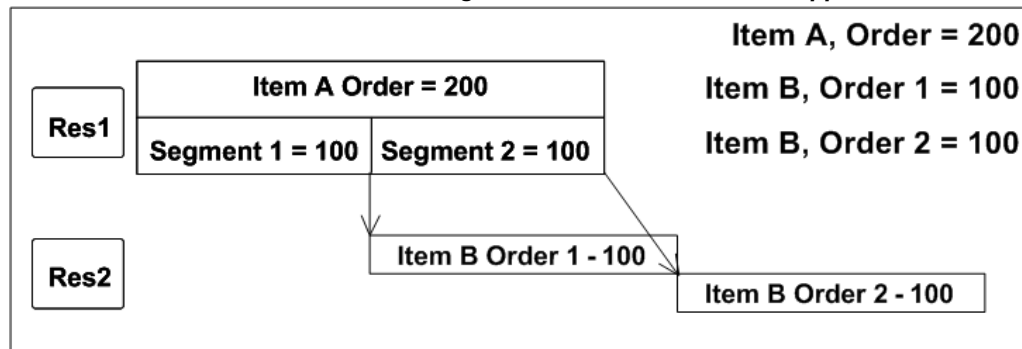 Item A, Order = 200
Item A Order = 200
Item B, Order 1 = 100
Res1
Segment 1 = 100
Segment 2 = 100
Item B, Order 2 = 100
Item B Order 1 - 100
Res2
Item B Order 2 - 100